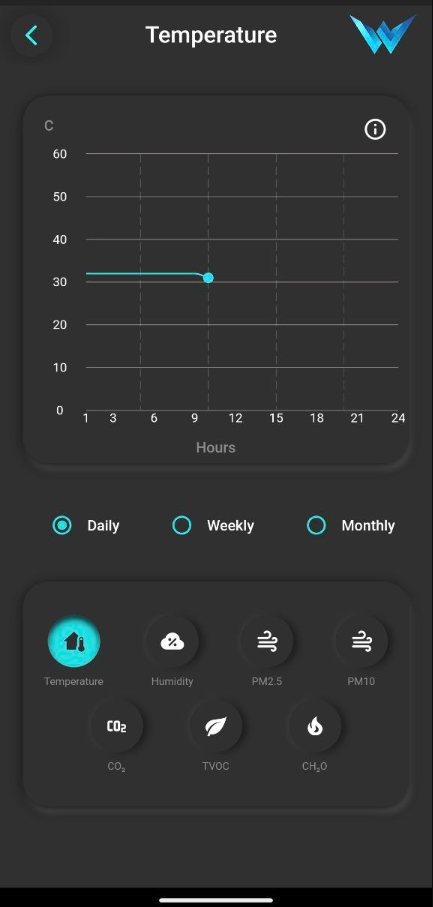 Temperature
C
60
50
40
30
20
10
0
1 3 6 9 12 15 18 21 24
Hours
Daily Weekly Monthly
Temperature Humidity PM2.5 PM10
CO₂
CO₂ TVOC CH₂O